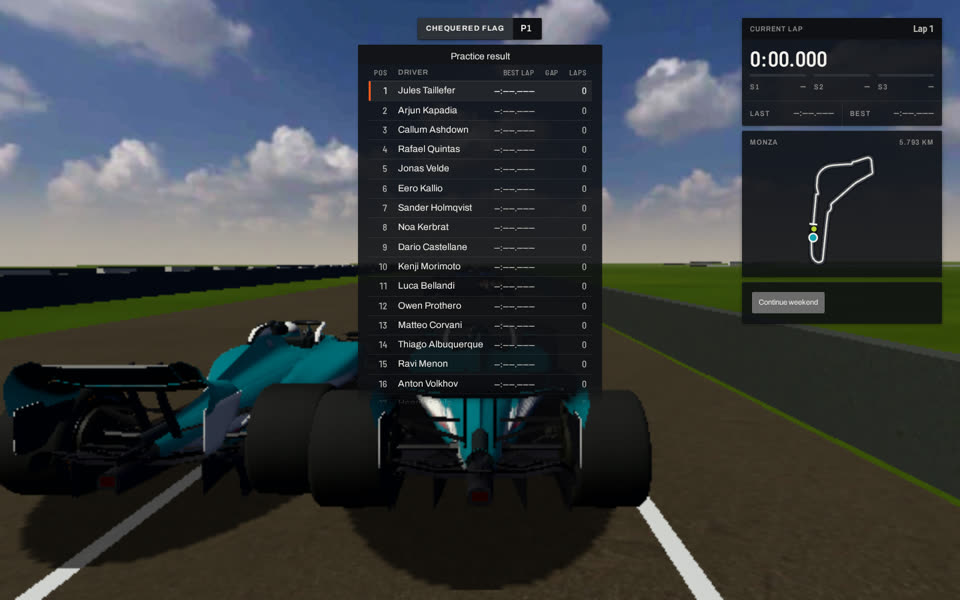 CHEQUERED FLAG P1
Practice result
POS DRIVER BEST LAP GAP LAPS
1 Jules Taillefer –:––.––– 0
2 Arjun Kapadia –:––.––– 0
3 Callum Ashdown –:––.––– 0
4 Rafael Quintas –:––.––– 0
5 Jonas Velde –:––.––– 0
6 Eero Kallio –:––.––– 0
7 Sander Holmqvist –:––.––– 0
8 Noa Kerbrat –:––.––– 0
9 Dario Castellane –:––.––– 0
10 Kenji Morimoto –:––.––– 0
11 Luca Bellandi –:––.––– 0
12 Owen Prothero –:––.––– 0
13 Matteo Corvani –:––.––– 0
14 Thiago Albuquerque –:––.––– 0
15 Ravi Menon –:––.––– 0
16 Anton Volkhov –:––.––– 0
CURRENT LAP Lap 1
0:00.000
S1 – S2 – S3 –
LAST –:––.––– BEST –:––.–––
MONZA 5.793 KM
Continue weekend